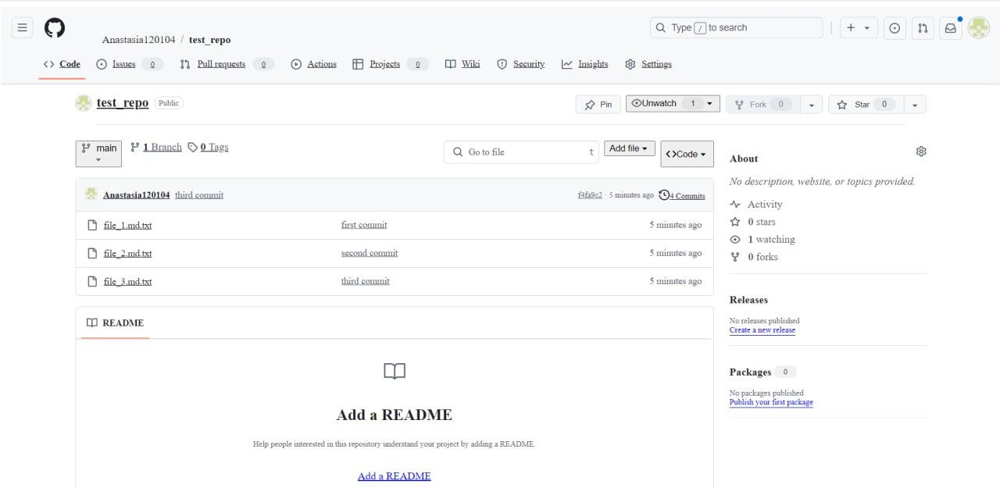 Anastasia120104 / test_repo
Type / to search
Code Issues 0 Pull requests 0 Actions Projects 0 Wiki Security Insights Settings
test_repo Public
Pin Unwatch 1 Fork 0 Star 0
main 1 Branch 0 Tags
Go to file t Add file <>Code
Anastasia120104 third commit f4fa9c2 · 5 minutes ago 4 Commits
file_1.md.txt first commit 5 minutes ago
file_2.md.txt second commit 5 minutes ago
file_3.md.txt third commit 5 minutes ago
README
Add a README
Help people interested in this repository understand your project by adding a README.
Add a README
About
No description, website, or topics provided.
Activity
0 stars
1 watching
0 forks
Releases
No releases published
Create a new release
Packages 0
No packages published
Publish your first package